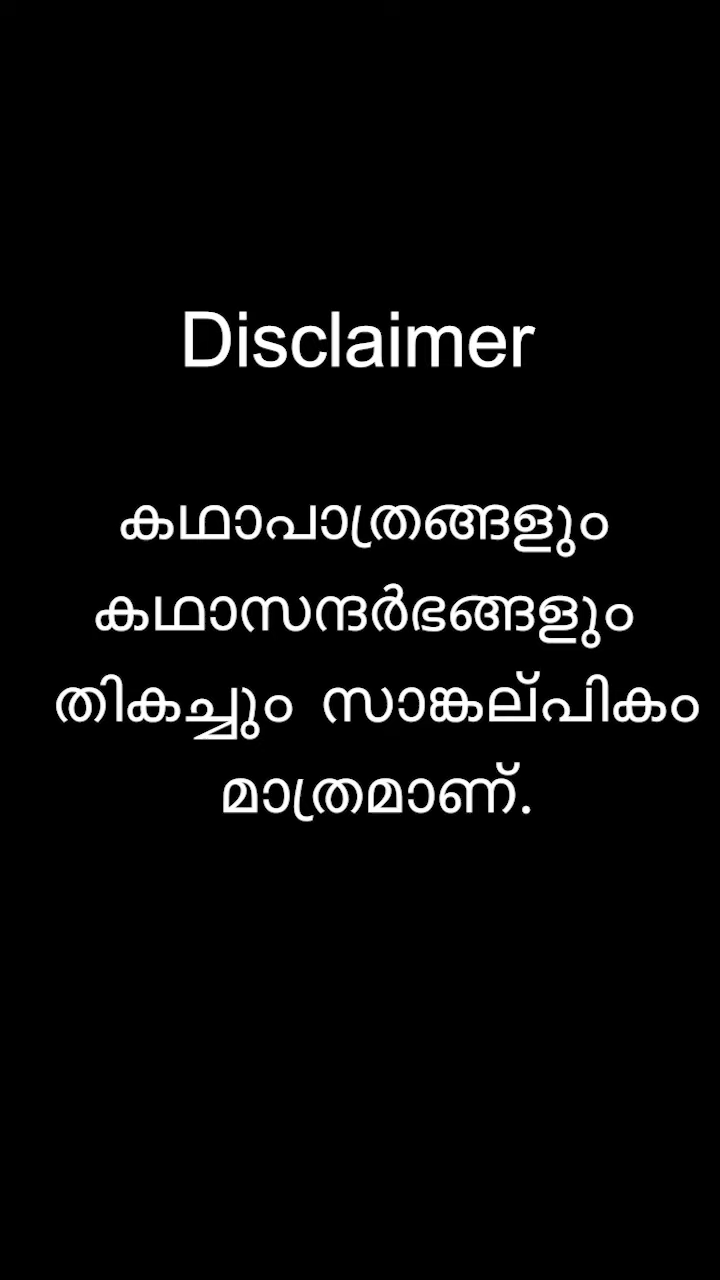 Disclaimer
കഥാപാത്രങ്ങളും
കഥാസന്ദർഭങ്ങളും
തികച്ചും സാങ്കല്പികം
മാത്രമാണ്.